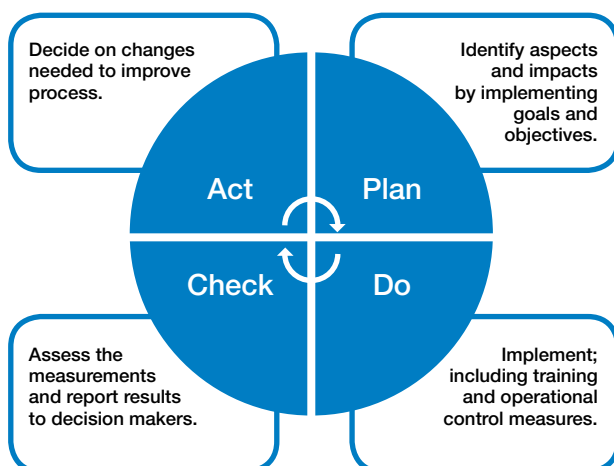 Decide on changes
needed to improve
process.
Identify aspects
and impacts
by implementing
goals and
objectives.
Act
Plan
Check
Do
Assess the
measurements
and report results
to decision makers.
Implement;
including training
and operational
control measures.